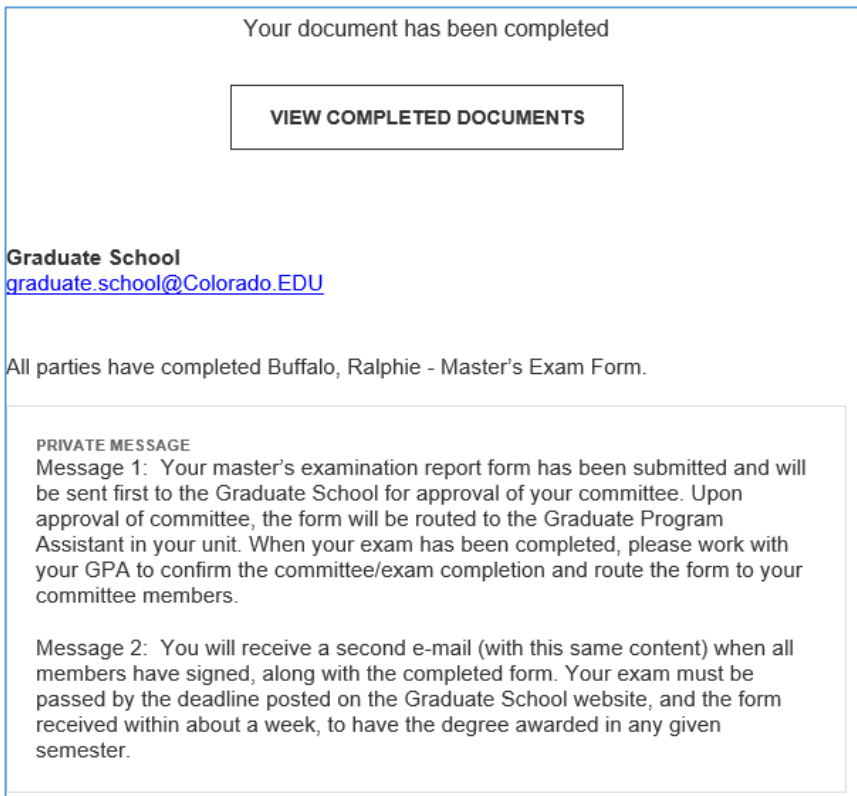 Your document has been completed
VIEW COMPLETED DOCUMENTS
Graduate School
graduate.school@Colorado.EDU
All parties have completed Buffalo, Ralphie - Master’s Exam Form.
PRIVATE MESSAGE
Message 1:  Your master’s examination report form has been submitted and will
be sent first to the Graduate School for approval of your committee. Upon
approval of committee, the form will be routed to the Graduate Program
Assistant in your unit. When your exam has been completed, please work with
your GPA to confirm the committee/exam completion and route the form to your
committee members.
Message 2:  You will receive a second e-mail (with this same content) when all
members have signed, along with the completed form. Your exam must be
passed by the deadline posted on the Graduate School website, and the form
received within about a week, to have the degree awarded in any given
semester.